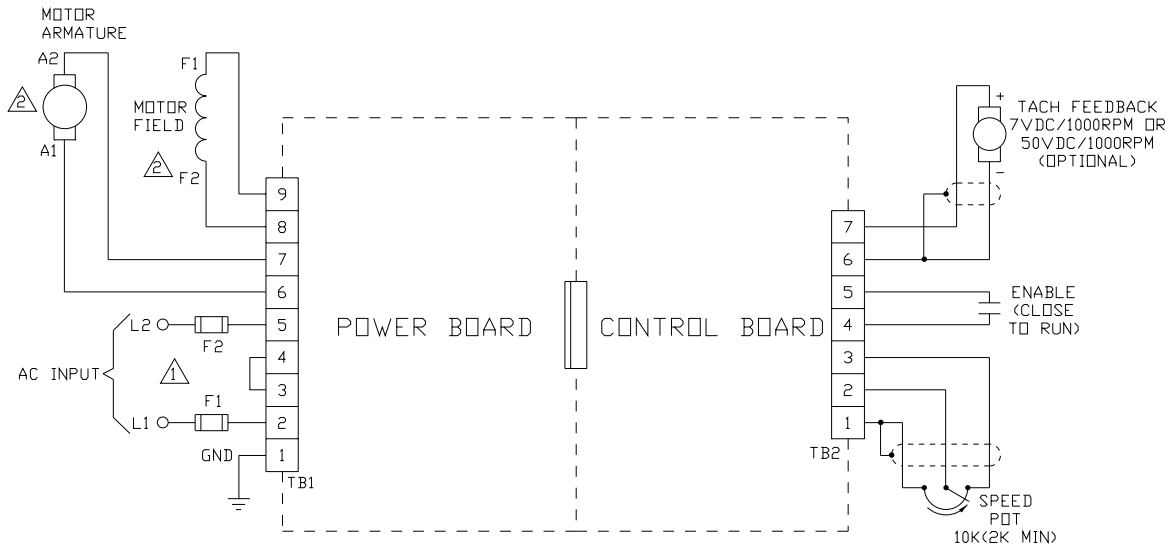 MOTOR
ARMATURE
A2
2
A1
F1
MOTOR
FIELD
2
F2
9
8
7
6
5
4
3
2
1
TB1
L2
F2
AC INPUT
1
F1
L1
GND
POWER BOARD
CONTROL BOARD
7
6
5
4
3
2
1
TB2
+
TACH FEEDBACK
7VDC/1000RPM OR
50VDC/1000RPM
(OPTIONAL)
-
ENABLE
(CLOSE
TO RUN)
SPEED
POT
10K(2K MIN)